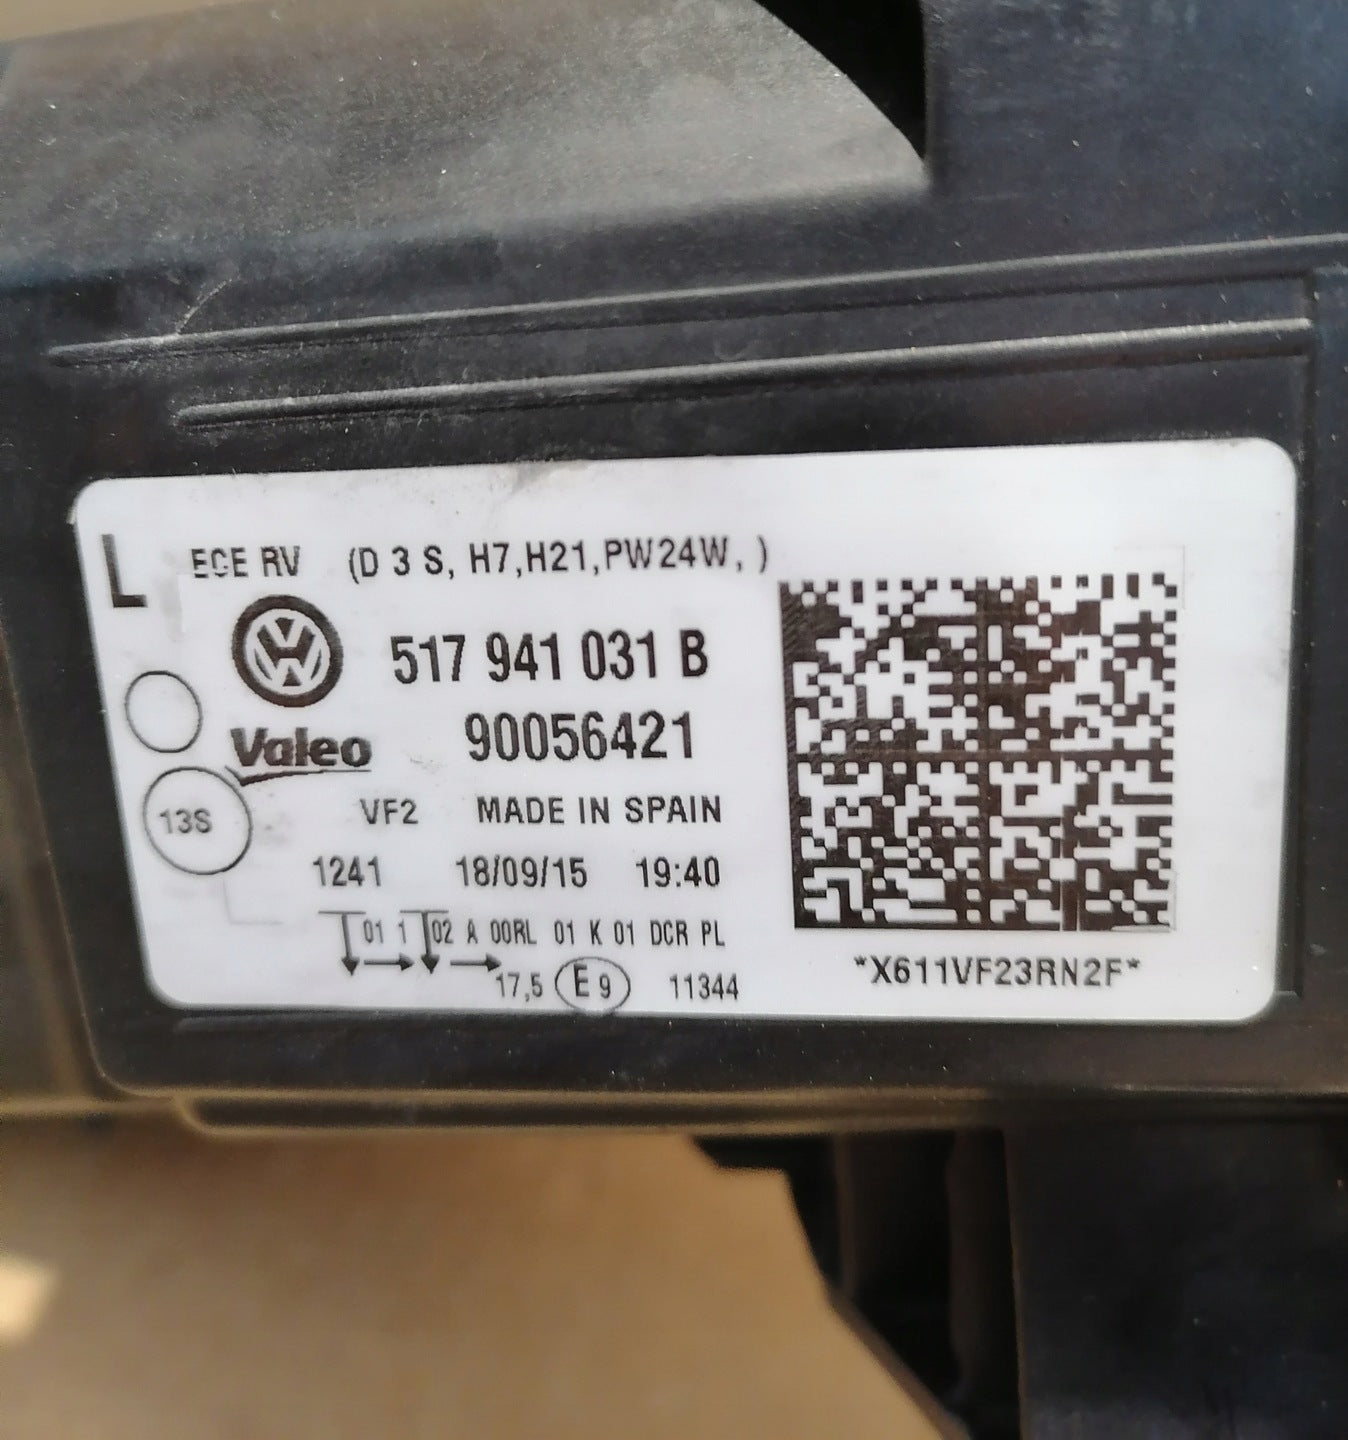 L ECE RV (D 3 S, H7,H21,PW24W, )
517 941 031 B
Valeo 90056421
13S VF2 MADE IN SPAIN
1241 18/09/15 19:40
01 1 02 A 00RL 01 K 01 DCR PL
17,5 E9 11344
*X611VF23RN2F*